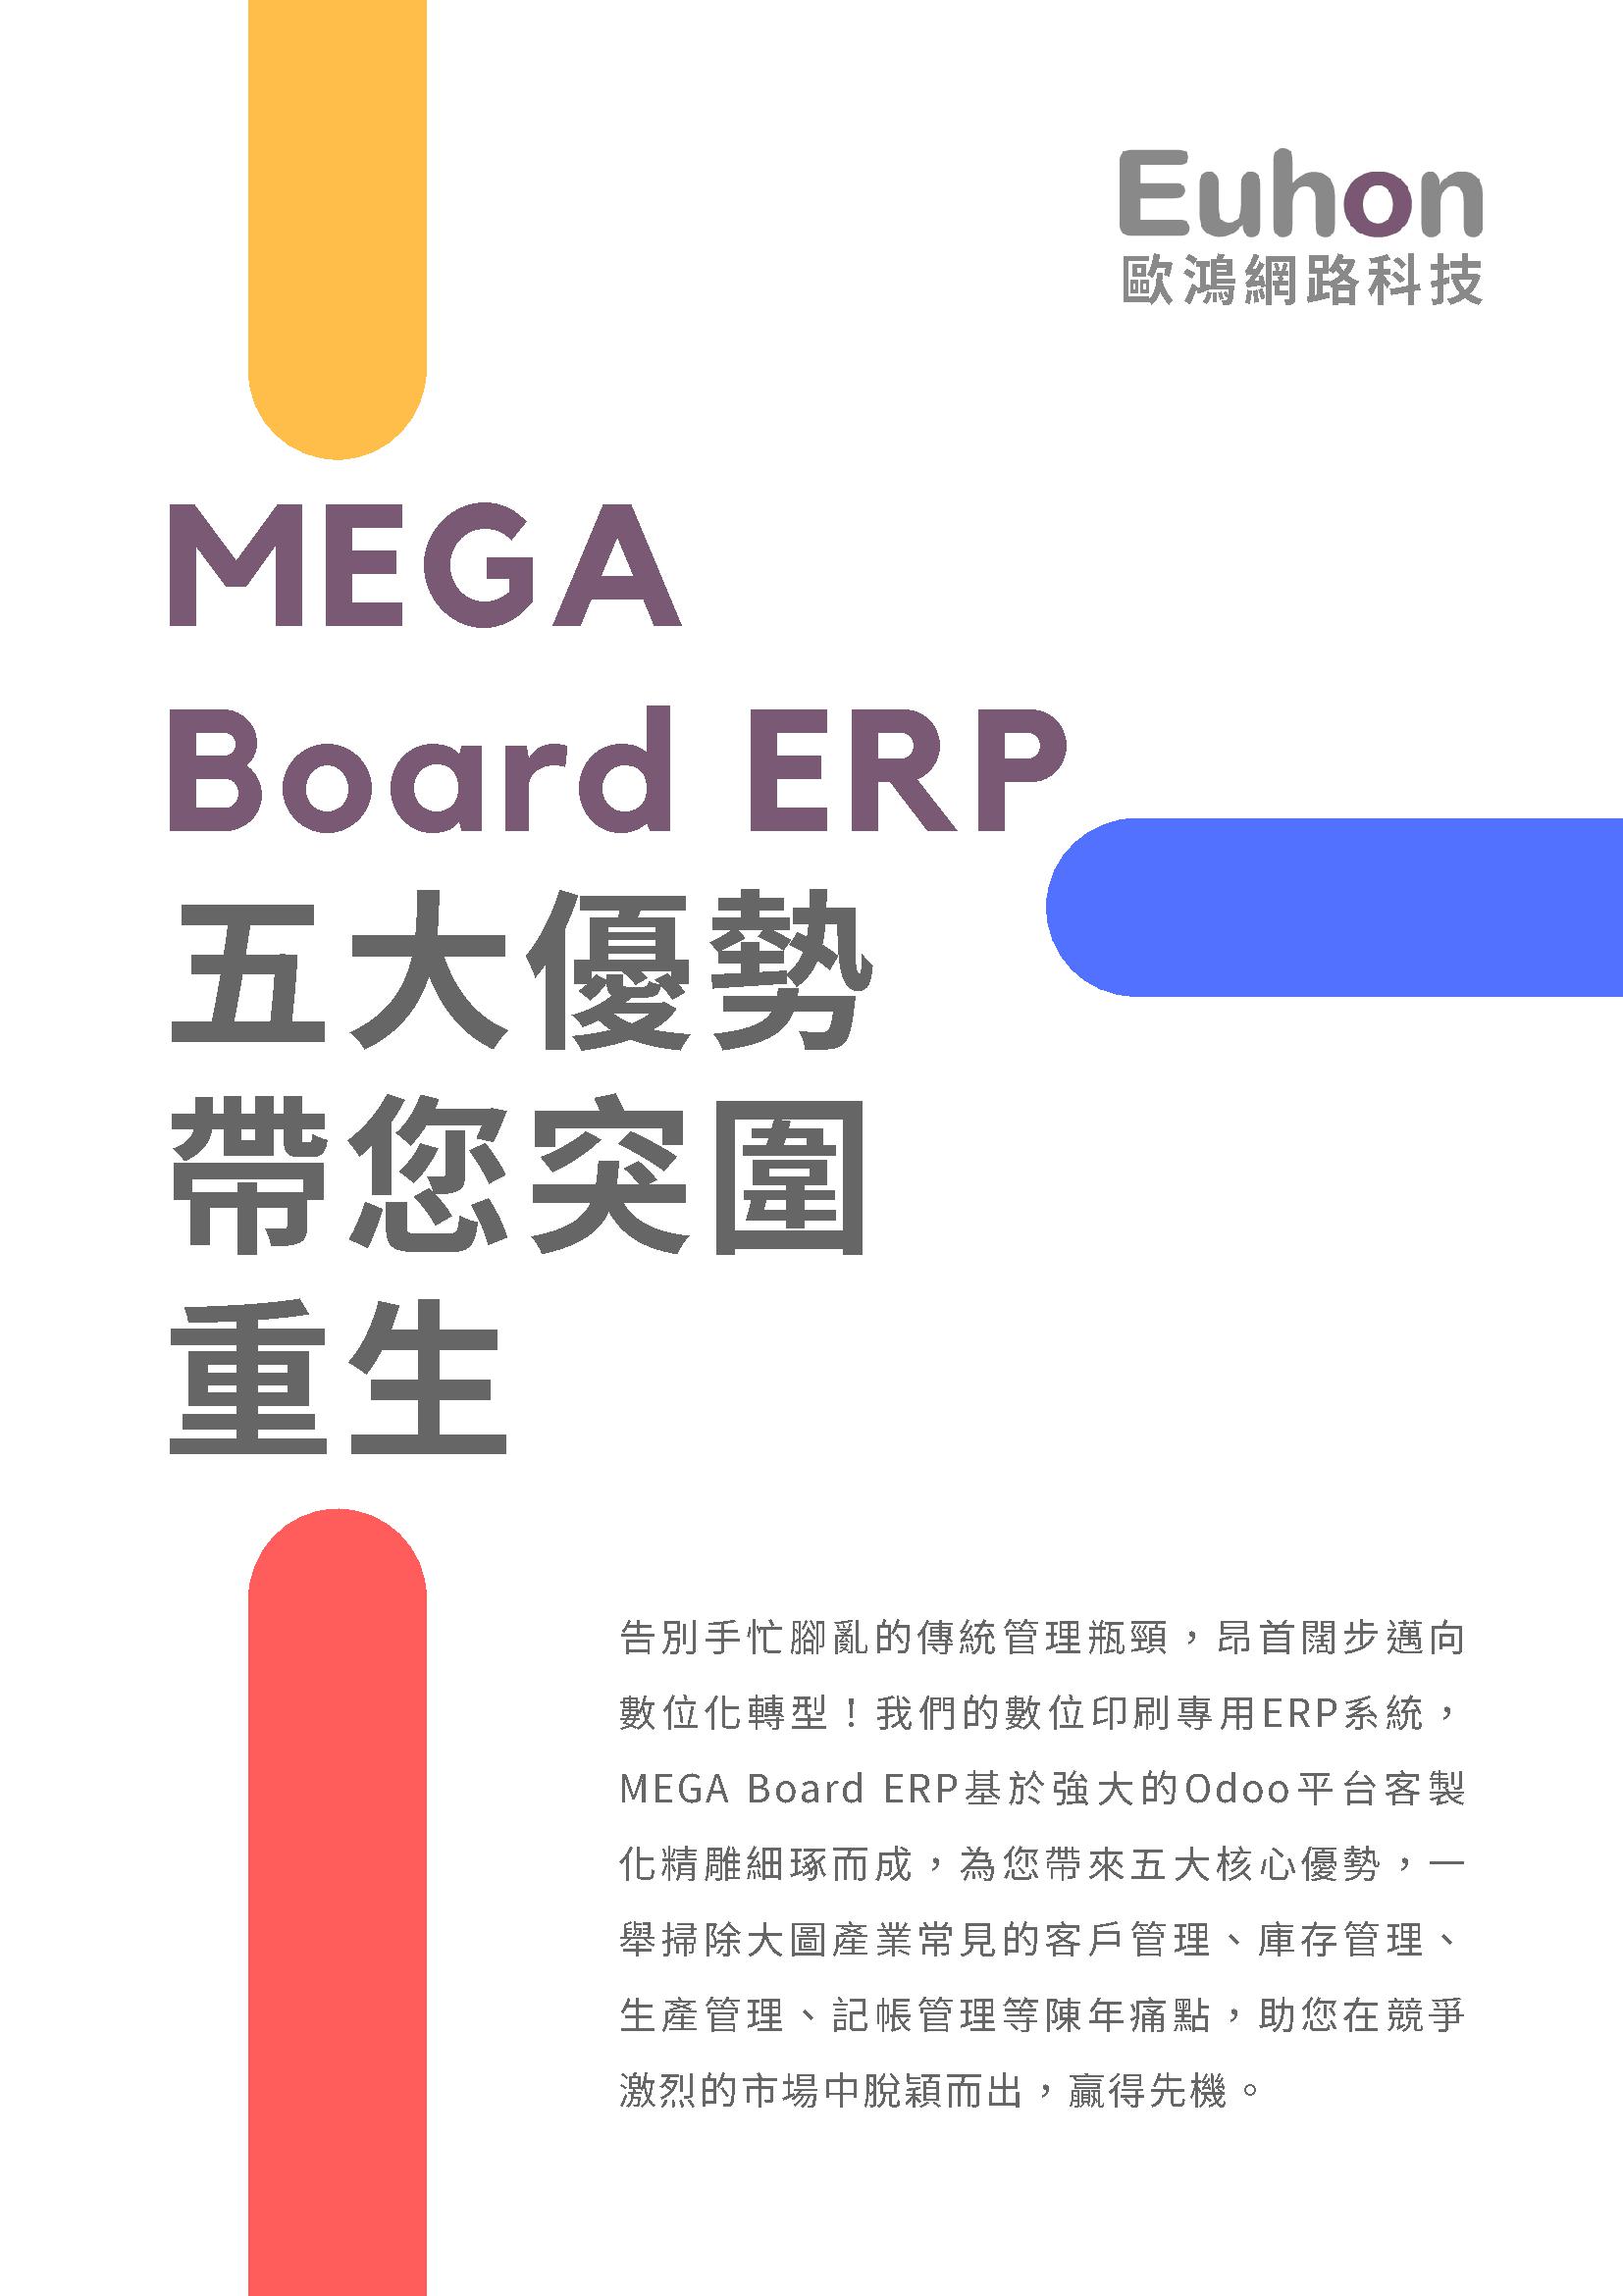 Euhon
歐鴻網路科技
MEGA
Board ERP
五大優勢
帶您突圍
重生
告別手忙腳亂的傳統管理瓶頸，昂首闊步邁向
數位化轉型！我們的數位印刷專用ERP系統，
MEGA Board ERP基於強大的Odoo平台客製
化精雕細琢而成，為您帶來五大核心優勢，一
舉掃除大圖產業常見的客戶管理、庫存管理、
生產管理、記帳管理等陳年痛點，助您在競爭
激烈的市場中脫穎而出，贏得先機。